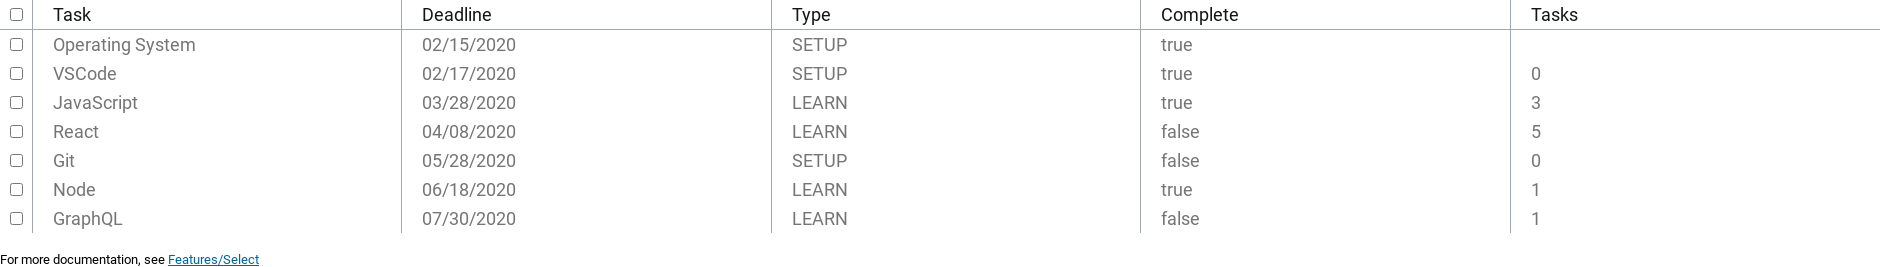 Task Deadline Type Complete Tasks
Operating System 02/15/2020 SETUP true
VSCode 02/17/2020 SETUP true 0
JavaScript 03/28/2020 LEARN true 3
React 04/08/2020 LEARN false 5
Git 05/28/2020 SETUP false 0
Node 06/18/2020 LEARN true 1
GraphQL 07/30/2020 LEARN false 1
For more documentation, see Features/Select